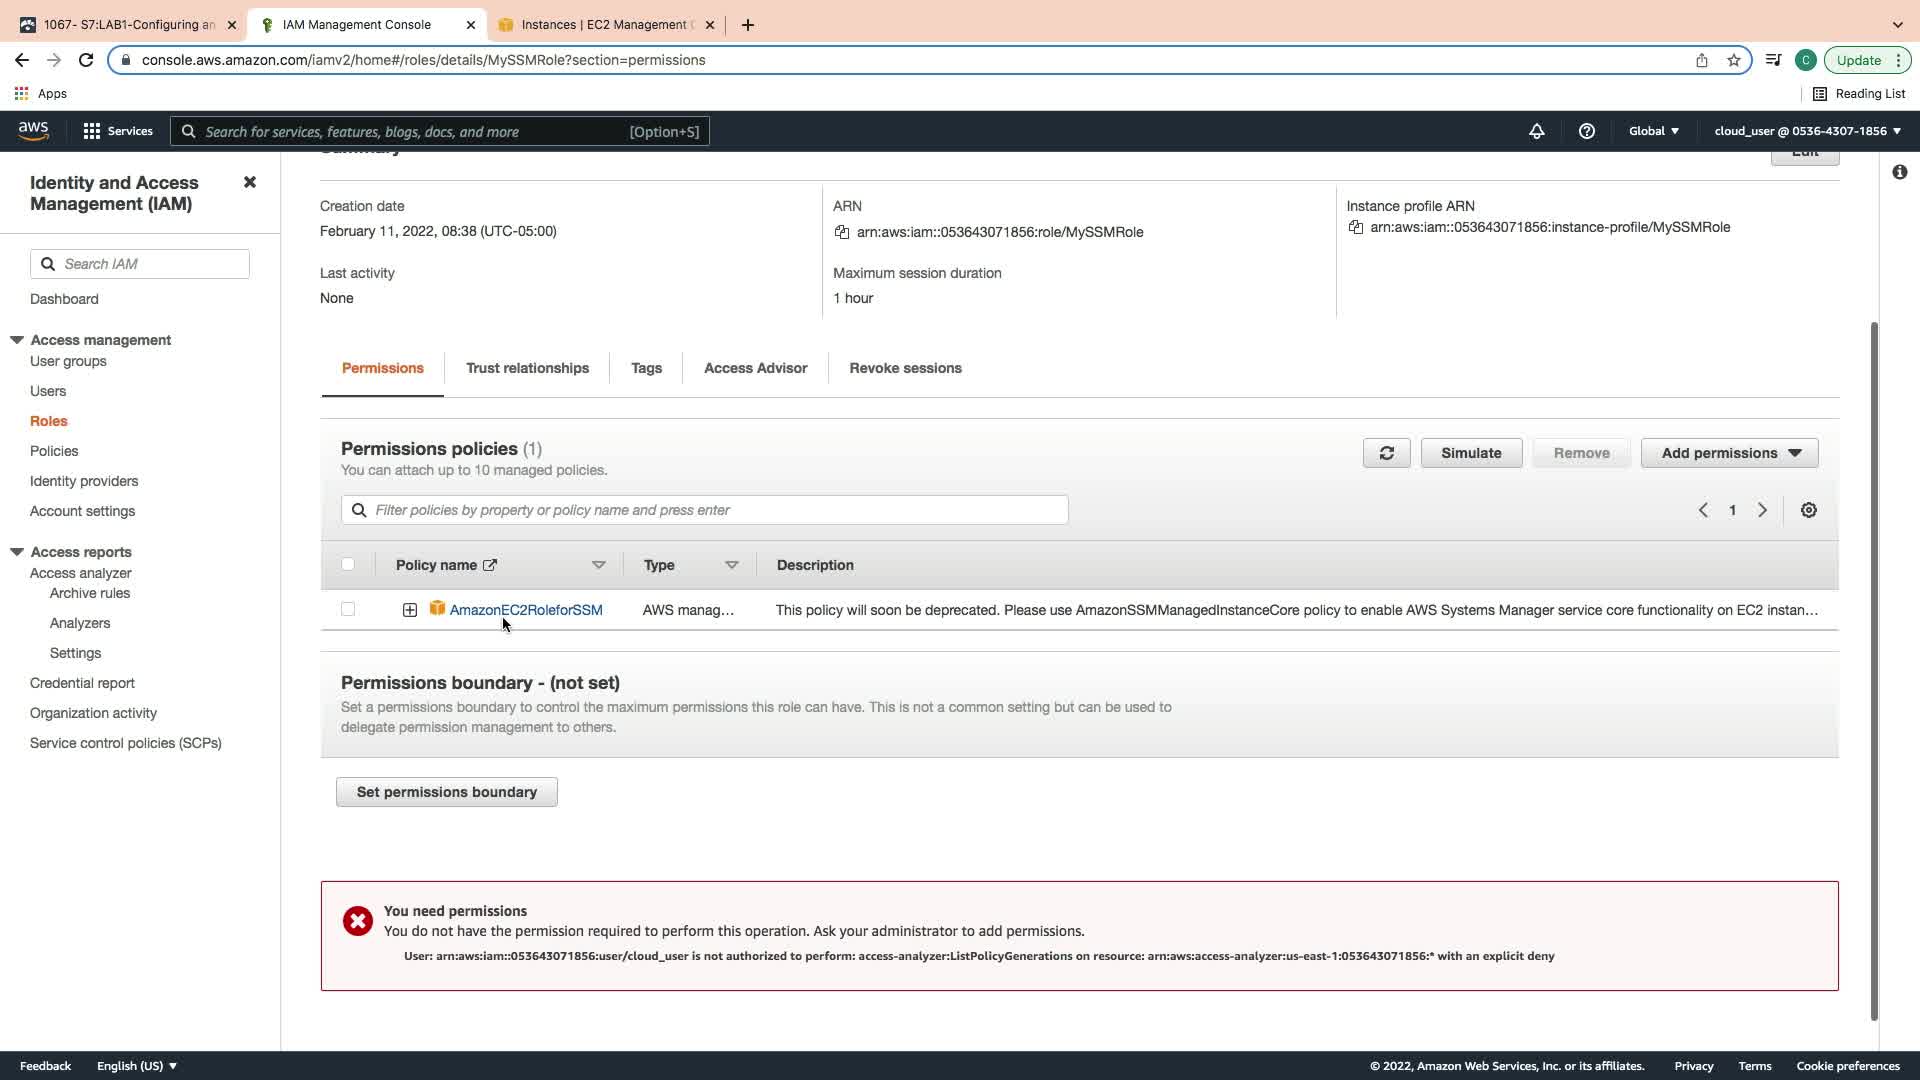 1067- S7:LAB1-Configuring an
IAM Management Console
Instances | EC2 Management C
console.aws.amazon.com/iamv2/home#/roles/details/MySSMRole?section=permissions
C
Update
Apps
Reading List
aws
Services
Search for services, features, blogs, docs, and more
[Option+S]
Global
cloud_user @ 0536-4307-1856
Summary
Edit
Identity and Access
Management (IAM)
Search IAM
Dashboard
Access management
User groups
Users
Roles
Policies
Identity providers
Account settings
Access reports
Access analyzer
Archive rules
Analyzers
Settings
Credential report
Organization activity
Service control policies (SCPs)
Creation date
February 11, 2022, 08:38 (UTC-05:00)
ARN
arn:aws:iam::053643071856:role/MySSMRole
Instance profile ARN
arn:aws:iam::053643071856:instance-profile/MySSMRole
Last activity
None
Maximum session duration
1 hour
Permissions
Trust relationships
Tags
Access Advisor
Revoke sessions
Permissions policies (1)
You can attach up to 10 managed policies.
Simulate
Remove
Add permissions
Filter policies by property or policy name and press enter
1
Policy name
Type
Description
AmazonEC2RoleforSSM
AWS manag...
This policy will soon be deprecated. Please use AmazonSSMManagedInstanceCore policy to enable AWS Systems Manager service core functionality on EC2 instan...
Permissions boundary - (not set)
Set a permissions boundary to control the maximum permissions this role can have. This is not a common setting but can be used to
delegate permission management to others.
Set permissions boundary
You need permissions
You do not have the permission required to perform this operation. Ask your administrator to add permissions.
User: arn:aws:iam::053643071856:user/cloud_user is not authorized to perform: access-analyzer:ListPolicyGenerations on resource: arn:aws:access-analyzer:us-east-1:053643071856:* with an explicit deny
Feedback
English (US)
© 2022, Amazon Web Services, Inc. or its affiliates.
Privacy
Terms
Cookie preferences